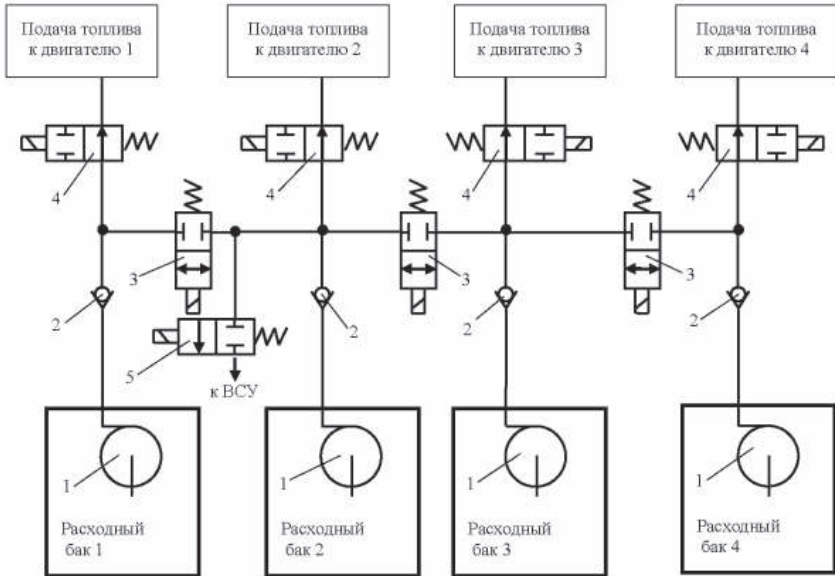 Подача топлива
к двигателю 1
Подача топлива
к двигателю 2
Подача топлива
к двигателю 3
Подача топлива
к двигателю 4
4
4
4
4
3
3
3
2
2
2
2
5
к ВСУ
1
1
1
1
Расходный
бак 1
Расходный
бак 2
Расходный
бак 3
Расходный
бак 4